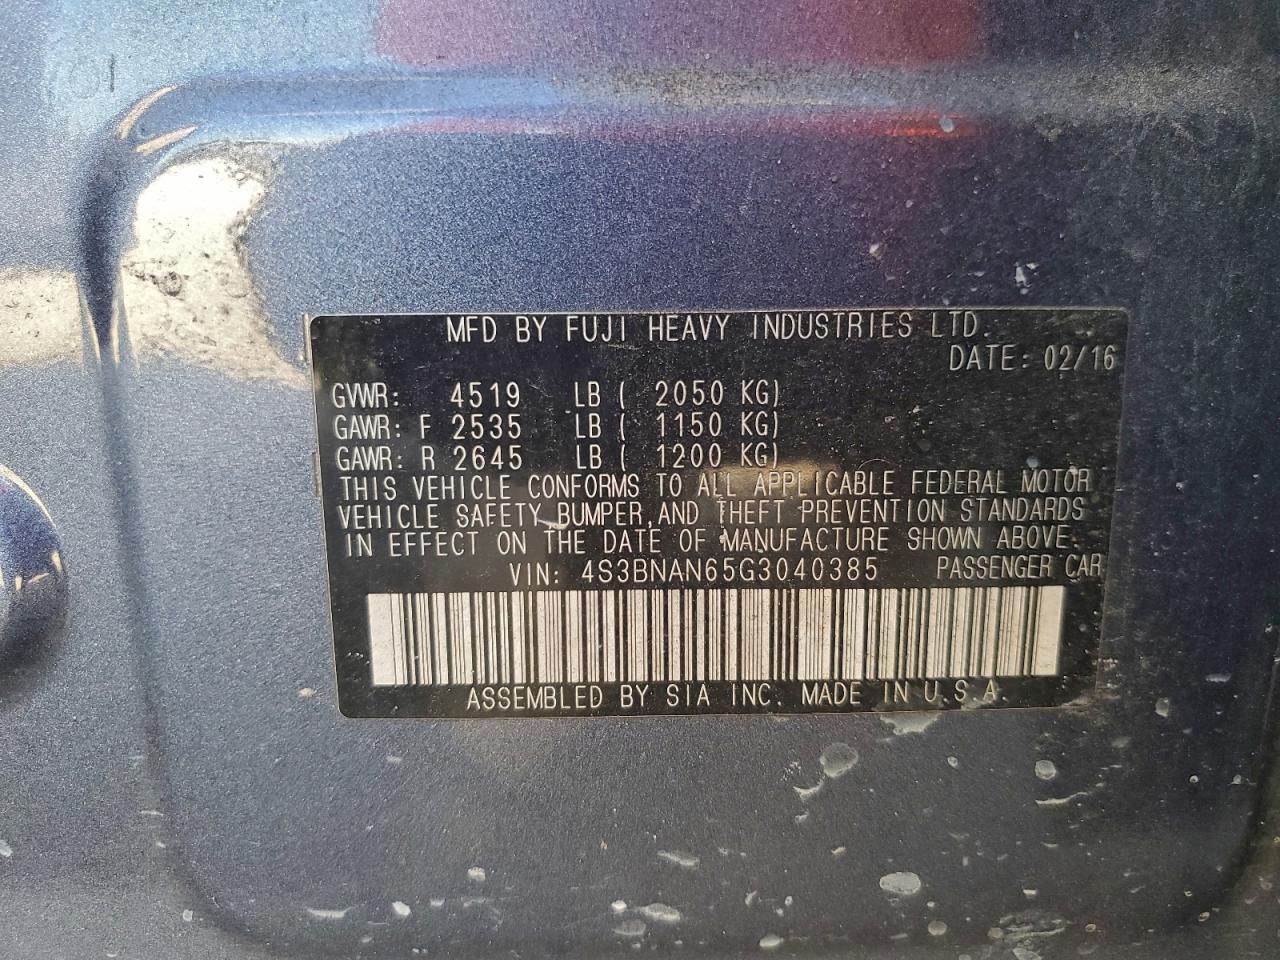 MFD BY FUJI HEAVY INDUSTRIES LTD.
DATE: 02/16
GVWR: 4519 LB ( 2050 KG)
GAWR: F 2535 LB ( 1150 KG)
GAWR: R 2645 LB ( 1200 KG)
THIS VEHICLE CONFORMS TO ALL APPLICABLE FEDERAL MOTOR
VEHICLE SAFETY,BUMPER,AND THEFT PREVENTION STANDARDS
IN EFFECT ON THE DATE OF MANUFACTURE SHOWN ABOVE.
VIN: 4S3BNAN65G3040385 PASSENGER CAR
ASSEMBLED BY SIA INC. MADE IN U.S.A.